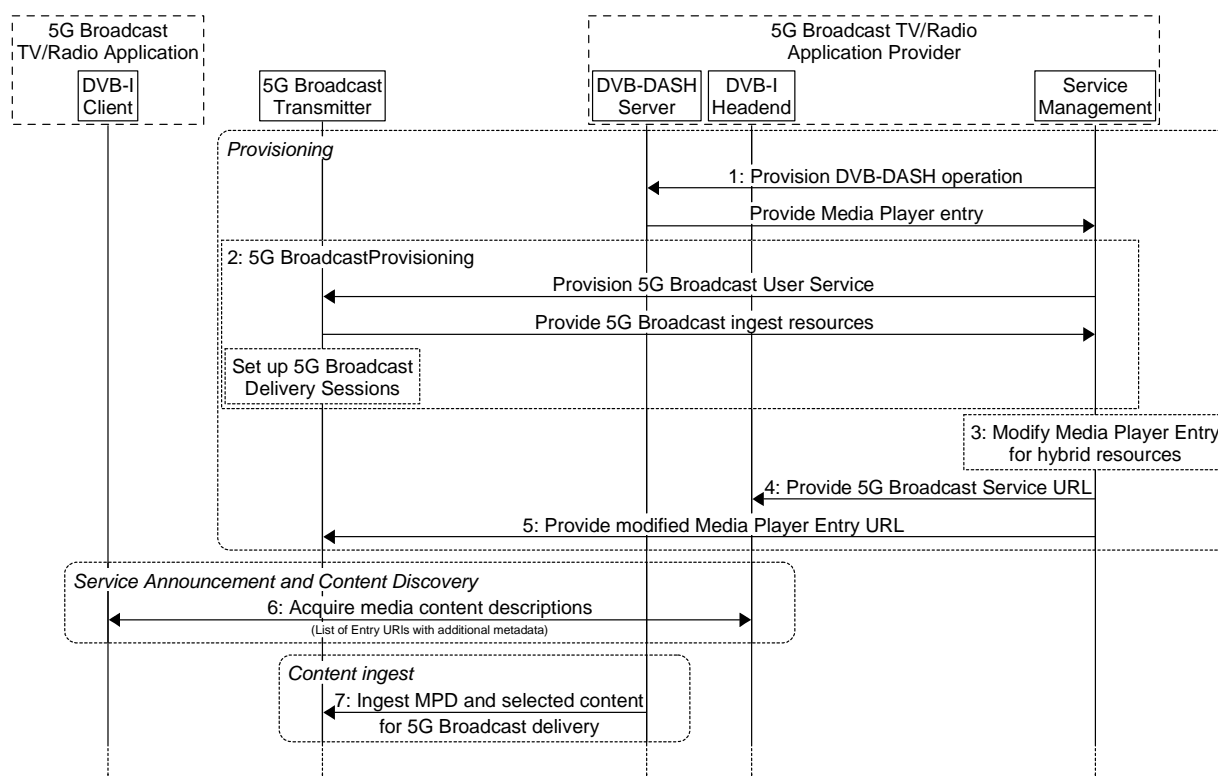 5G Broadcast
TV/Radio Application
5G Broadcast TV/Radio
Application Provider
DVB-I
Client
5G Broadcast
Transmitter
DVB-DASH
Server
DVB-I
Headend
Service
Management
Provisioning
1: Provision DVB-DASH operation
Provide Media Player entry
2: 5G BroadcastProvisioning
Provision 5G Broadcast User Service
Provide 5G Broadcast ingest resources
Set up 5G Broadcast
Delivery Sessions
3: Modify Media Player Entry
for hybrid resources
4: Provide 5G Broadcast Service URL
5: Provide modified Media Player Entry URL
Service Announcement and Content Discovery
6: Acquire media content descriptions
(List of Entry URIs with additional metadata)
Content ingest
7: Ingest MPD and selected content
for 5G Broadcast delivery